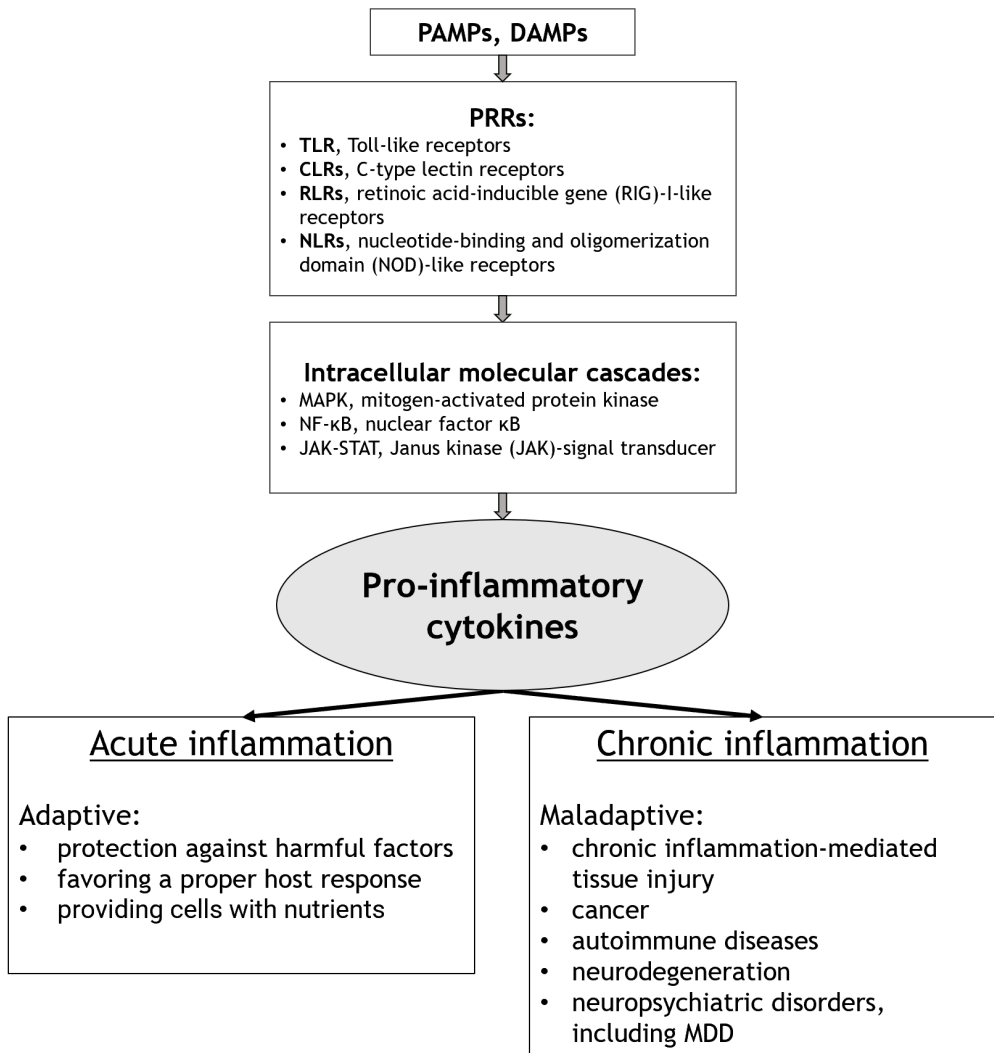 PAMPs, DAMPs
PRRs:
• TLR, Toll-like receptors
• CLRs, C-type lectin receptors
• RLRs, retinoic acid-inducible gene (RIG)-I-like
receptors
• NLRs, nucleotide-binding and oligomerization
domain (NOD)-like receptors
Intracellular molecular cascades:
• MAPK, mitogen-activated protein kinase
• NF-κB, nuclear factor κB
• JAK-STAT, Janus kinase (JAK)-signal transducer
Pro-inflammatory
cytokines
Acute inflammation
Adaptive:
• protection against harmful factors
• favoring a proper host response
• providing cells with nutrients
Chronic inflammation
Maladaptive:
• chronic inflammation-mediated
tissue injury
• cancer
• autoimmune diseases
• neurodegeneration
• neuropsychiatric disorders,
including MDD